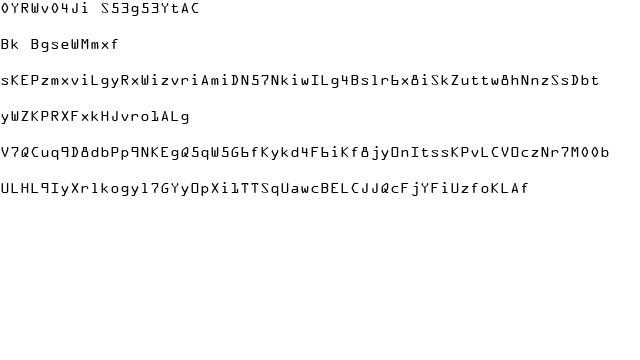 0YRWv04Ji S53g53YtAC
Bk BgseWMmxf
sKEPzmxviLgyRxWizvriAmiDN57NkiwILg4Bslr6x8iSkZuttw8hNnzSsDbt
yWZKPRXFxkHJvro1ALg
V7QCuq9D8dbPp9NKEgQ5qW5G6fKykd4F6iKf8jyOnItssKPvLCVOczNr7M00b
ULHL9IyXrlkogyl7GYyOpXi1TTSqUawcBELCJJQcFjYFiUzfoKLAf